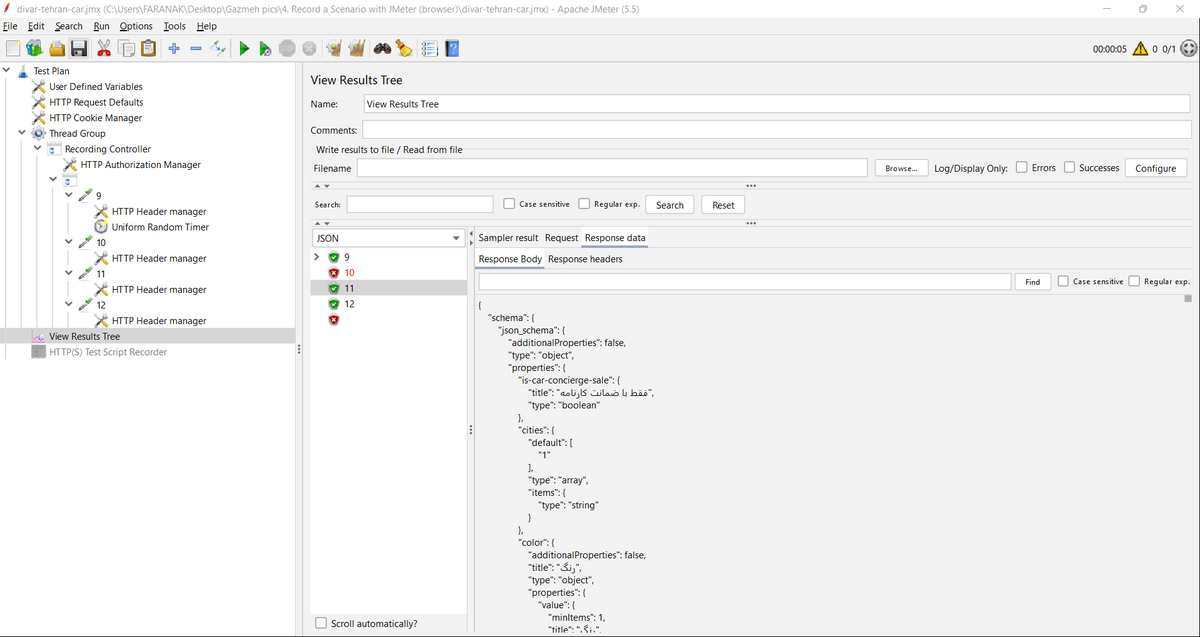 divar-tehran-car.jmx (C:\Users\FARANAK\Desktop\Gazmeh pics\4. Record a Scenario with JMeter (browser)\divar-tehran-car.jmx) - Apache JMeter (5.5)
File Edit Search Run Options Tools Help
00:00:05 0 0/1
Test Plan
User Defined Variables
HTTP Request Defaults
HTTP Cookie Manager
Thread Group
Recording Controller
HTTP Authorization Manager
9
HTTP Header manager
Uniform Random Timer
10
HTTP Header manager
11
HTTP Header manager
12
HTTP Header manager
View Results Tree
HTTP(S) Test Script Recorder
View Results Tree
Name: View Results Tree
Comments:
Write results to file / Read from file
Filename Browse... Log/Display Only: Errors Successes Configure
Search: Case sensitive Regular exp. Search Reset
JSON
9
10
11
12
Scroll automatically?
Sampler result Request Response data
Response Body Response headers
Find Case sensitive Regular exp.
{
"schema": {
"json_schema": {
"additionalProperties": false,
"type": "object",
"properties": {
"is-car-concierge-sale": {
"title": "فقط با ضمانت کارنامه",
"type": "boolean"
},
"cities": {
"default": [
"1"
],
"type": "array",
"items": {
"type": "string"
}
},
"color": {
"additionalProperties": false,
"title": "رنگ",
"type": "object",
"properties": {
"value": {
"minItems": 1,
"title": "رنگ",